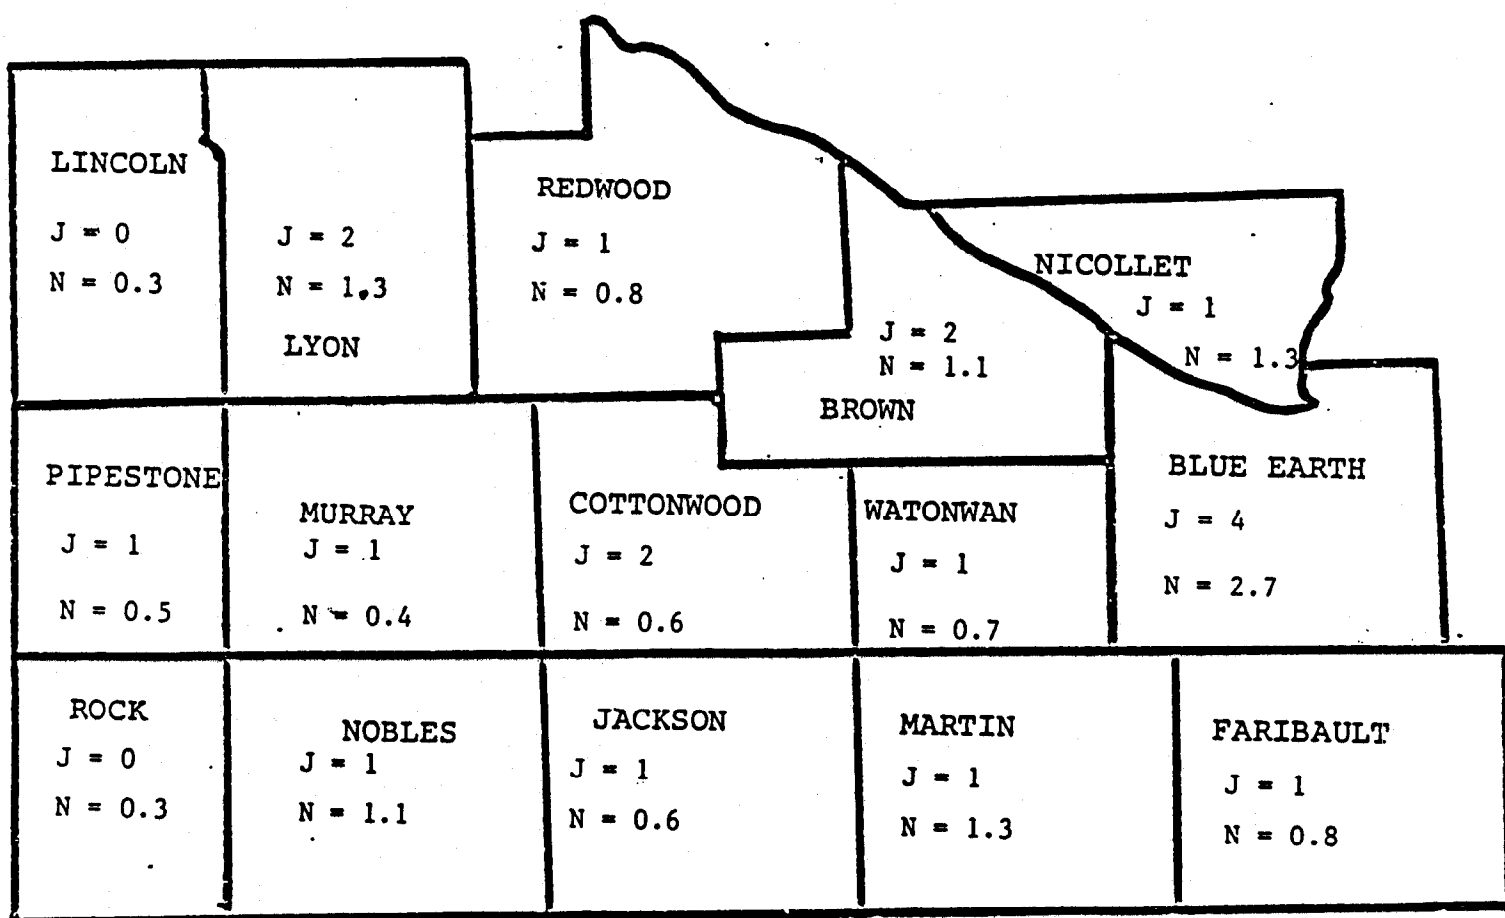 LINCOLN
J = 0
N = 0.3
J = 2
N = 1.3
LYON
REDWOOD
J = 1
N = 0.8
NICOLLET
J = 1
N = 1.3
J = 2
N = 1.1
BROWN
PIPESTONE
J = 1
N = 0.5
MURRAY
J = 1
N = 0.4
COTTONWOOD
J = 2
N = 0.6
WATONWAN
J = 1
N = 0.7
BLUE EARTH
J = 4
N = 2.7
ROCK
J = 0
N = 0.3
NOBLES
J = 1
N = 1.1
JACKSON
J = 1
N = 0.6
MARTIN
J = 1
N = 1.3
FARIBAULT
J = 1
N = 0.8